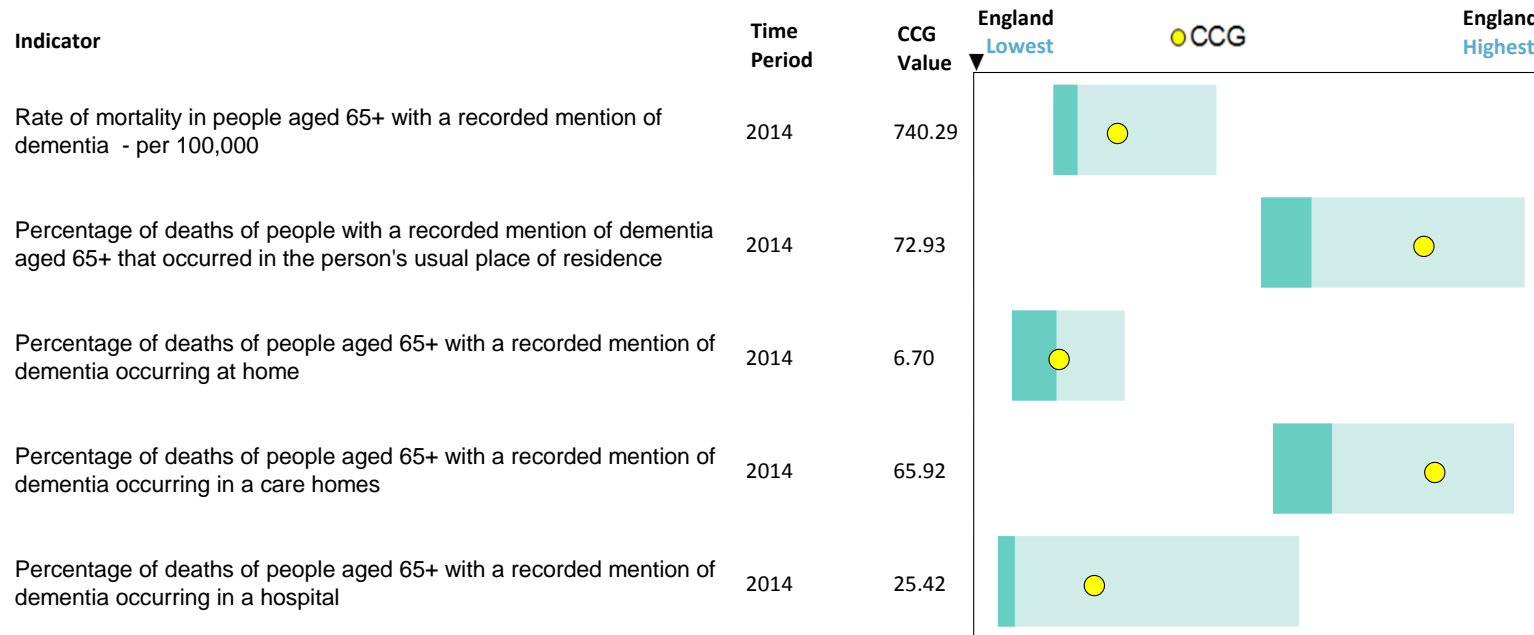 Indicator
Time
Period
CCG
Value
England
Lowest
CCG
England
Highest
Rate of mortality in people aged 65+ with a recorded mention of
dementia - per 100,000
2014
740.29
Percentage of deaths of people with a recorded mention of dementia
aged 65+ that occurred in the person's usual place of residence
2014
72.93
Percentage of deaths of people aged 65+ with a recorded mention of
dementia occurring at home
2014
6.70
Percentage of deaths of people aged 65+ with a recorded mention of
dementia occurring in a care homes
2014
65.92
Percentage of deaths of people aged 65+ with a recorded mention of
dementia occurring in a hospital
2014
25.42